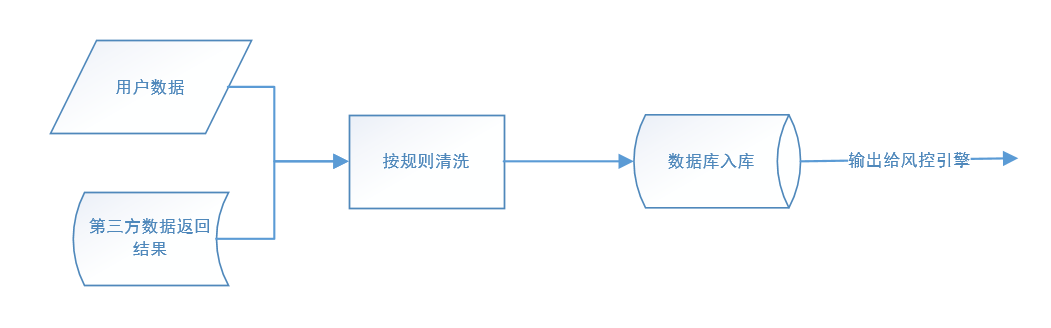 用户数据
第三方数据返回
结果
按规则清洗
数据库入库
输出给风控引擎